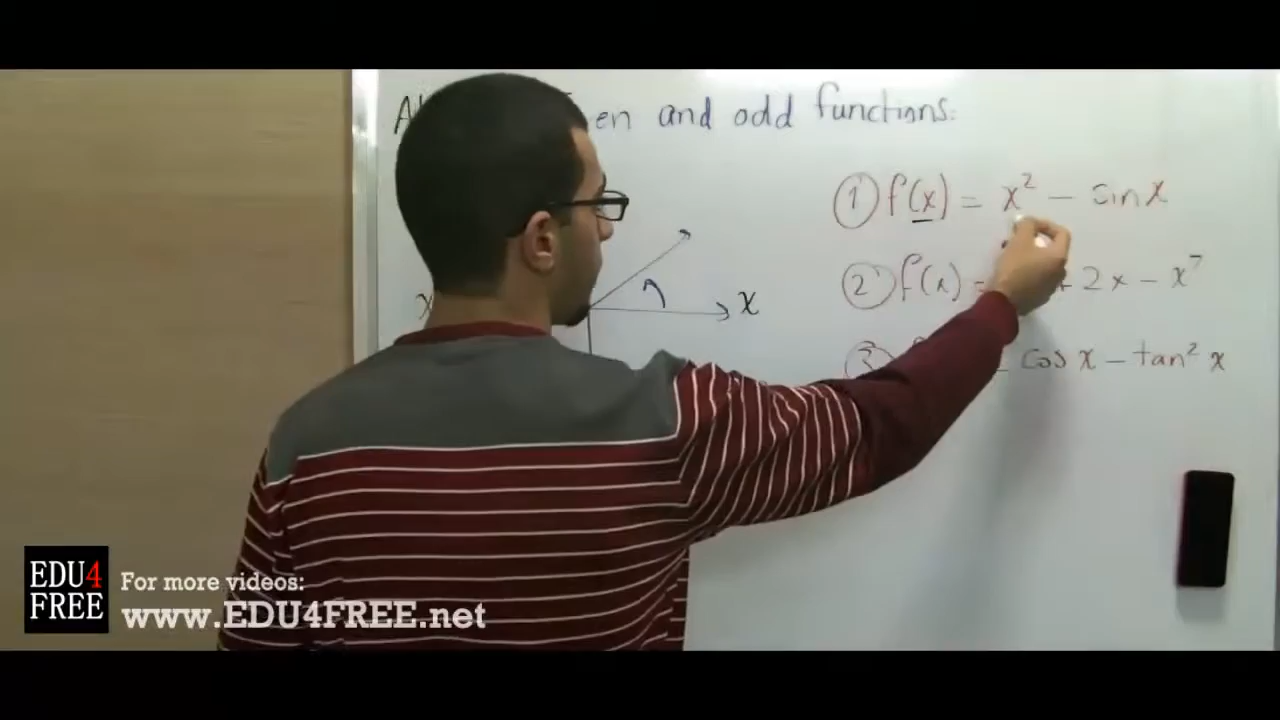 en and odd functions:
① f(x) = x² − sin x
② f(x) = + 2x − x⁷
③ = cos x − tan² x
x
x
EDU4
FREE
For more videos:
www.EDU4FREE.net